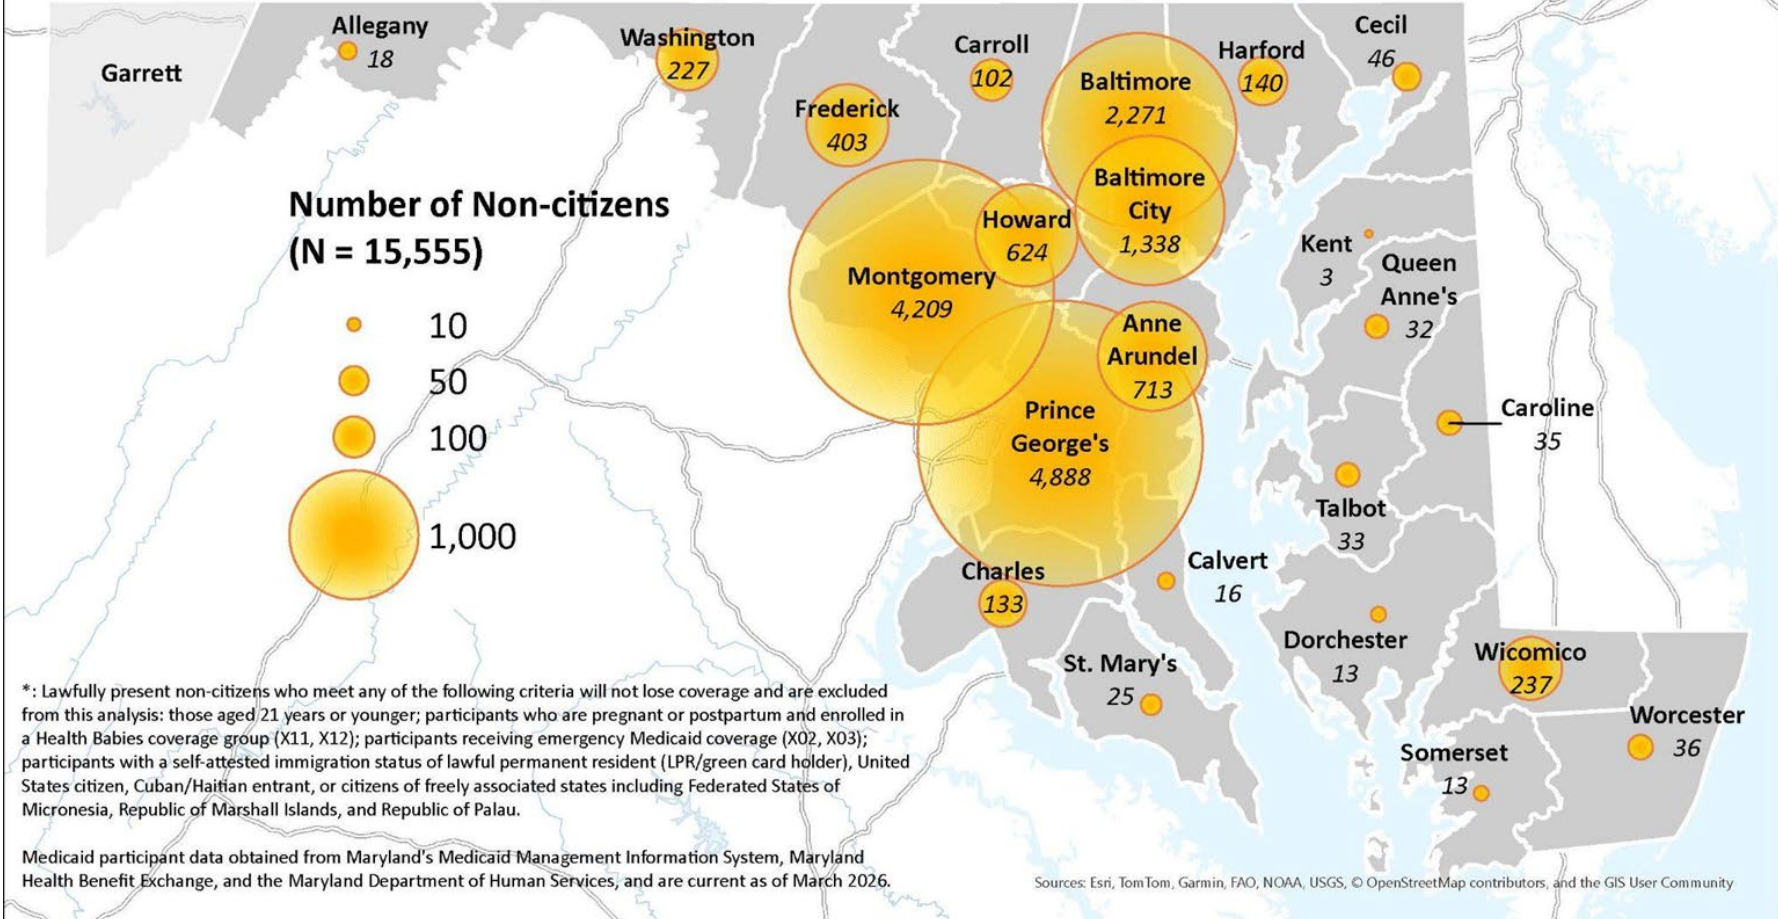 Garrett
Allegany
18
Washington
227
Frederick
403
Carroll
102
Baltimore
2,271
Harford
140
Cecil
46
Baltimore
City
1,338
Howard
624
Montgomery
4,209
Kent
3
Queen
Anne's
32
Anne
Arundel
713
Prince
George's
4,888
Caroline
35
Talbot
33
Charles
133
Calvert
16
St. Mary's
25
Dorchester
13
Wicomico
237
Worcester
36
Somerset
13
Number of Non-citizens
(N = 15,555)
10
50
100
1,000
*: Lawfully present non-citizens who meet any of the following criteria will not lose coverage and are excluded
from this analysis: those aged 21 years or younger; participants who are pregnant or postpartum and enrolled in
a Health Babies coverage group (X11, X12); participants receiving emergency Medicaid coverage (X02, X03);
participants with a self-attested immigration status of lawful permanent resident (LPR/green card holder), United
States citizen, Cuban/Haitian entrant, or citizens of freely associated states including Federated States of
Micronesia, Republic of Marshall Islands, and Republic of Palau.
Medicaid participant data obtained from Maryland's Medicaid Management Information System, Maryland
Health Benefit Exchange, and the Maryland Department of Human Services, and are current as of March 2026.
Sources: Esri, TomTom, Garmin, FAO, NOAA, USGS, © OpenStreetMap contributors, and the GIS User Community